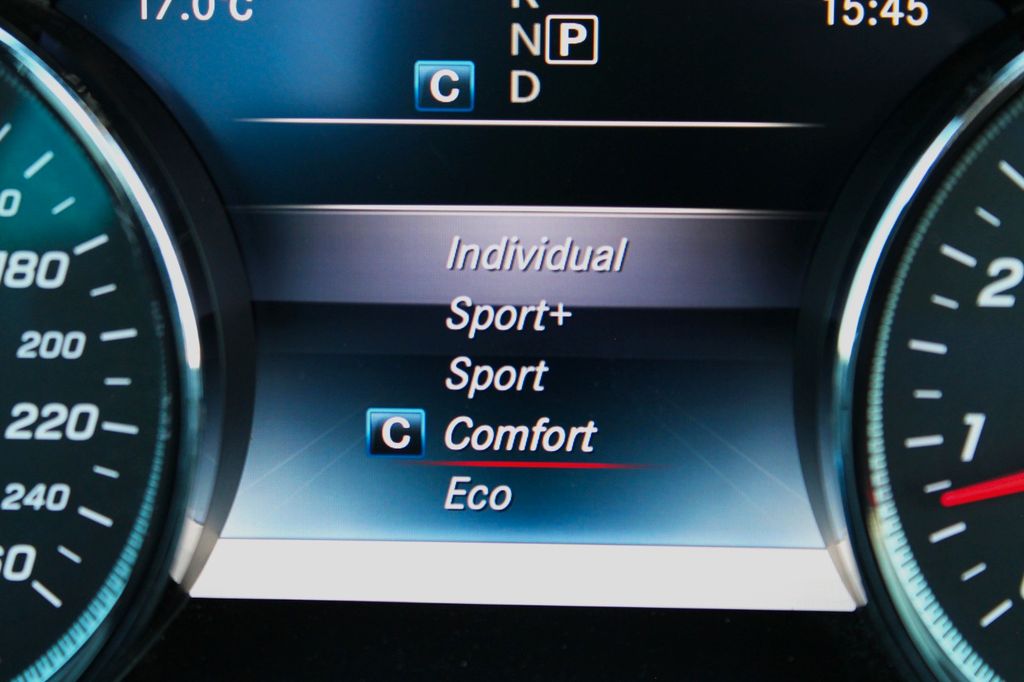 17.0°C
R
15:45
N P
C D
Individual
Sport+
Sport
C Comfort
Eco
180
200
220
240
2
1